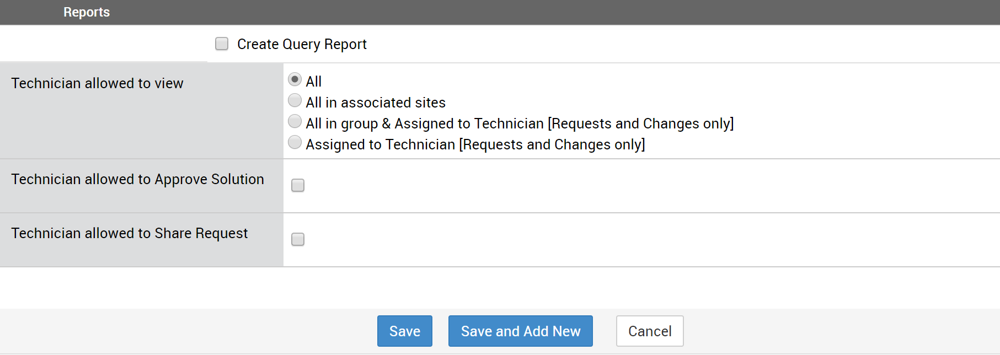 Reports
Create Query Report
Technician allowed to view
All
All in associated sites
All in group & Assigned to Technician [Requests and Changes only]
Assigned to Technician [Requests and Changes only]
Technician allowed to Approve Solution
Technician allowed to Share Request
Save
Save and Add New
Cancel